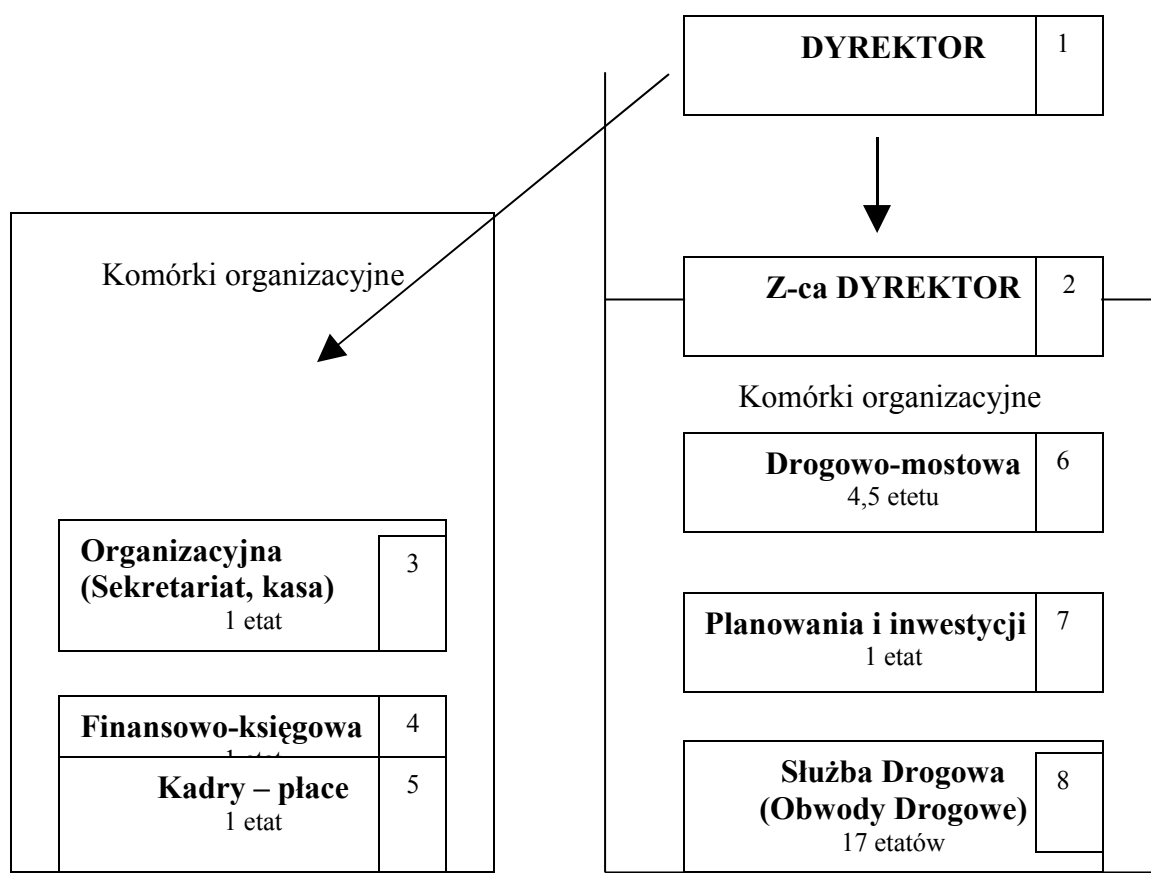 DYREKTOR
1
Z-ca DYREKTOR
2
Komórki organizacyjne
Organizacyjna
(Sekretariat, kasa)
1 etat
3
Finansowo-księgowa
4
1 etat
Kadry – płace
1 etat
5
Komórki organizacyjne
Drogowo-mostowa
4,5 etetu
6
Planowania i inwestycji
1 etat
7
Służba Drogowa
(Obwody Drogowe)
17 etatów
8